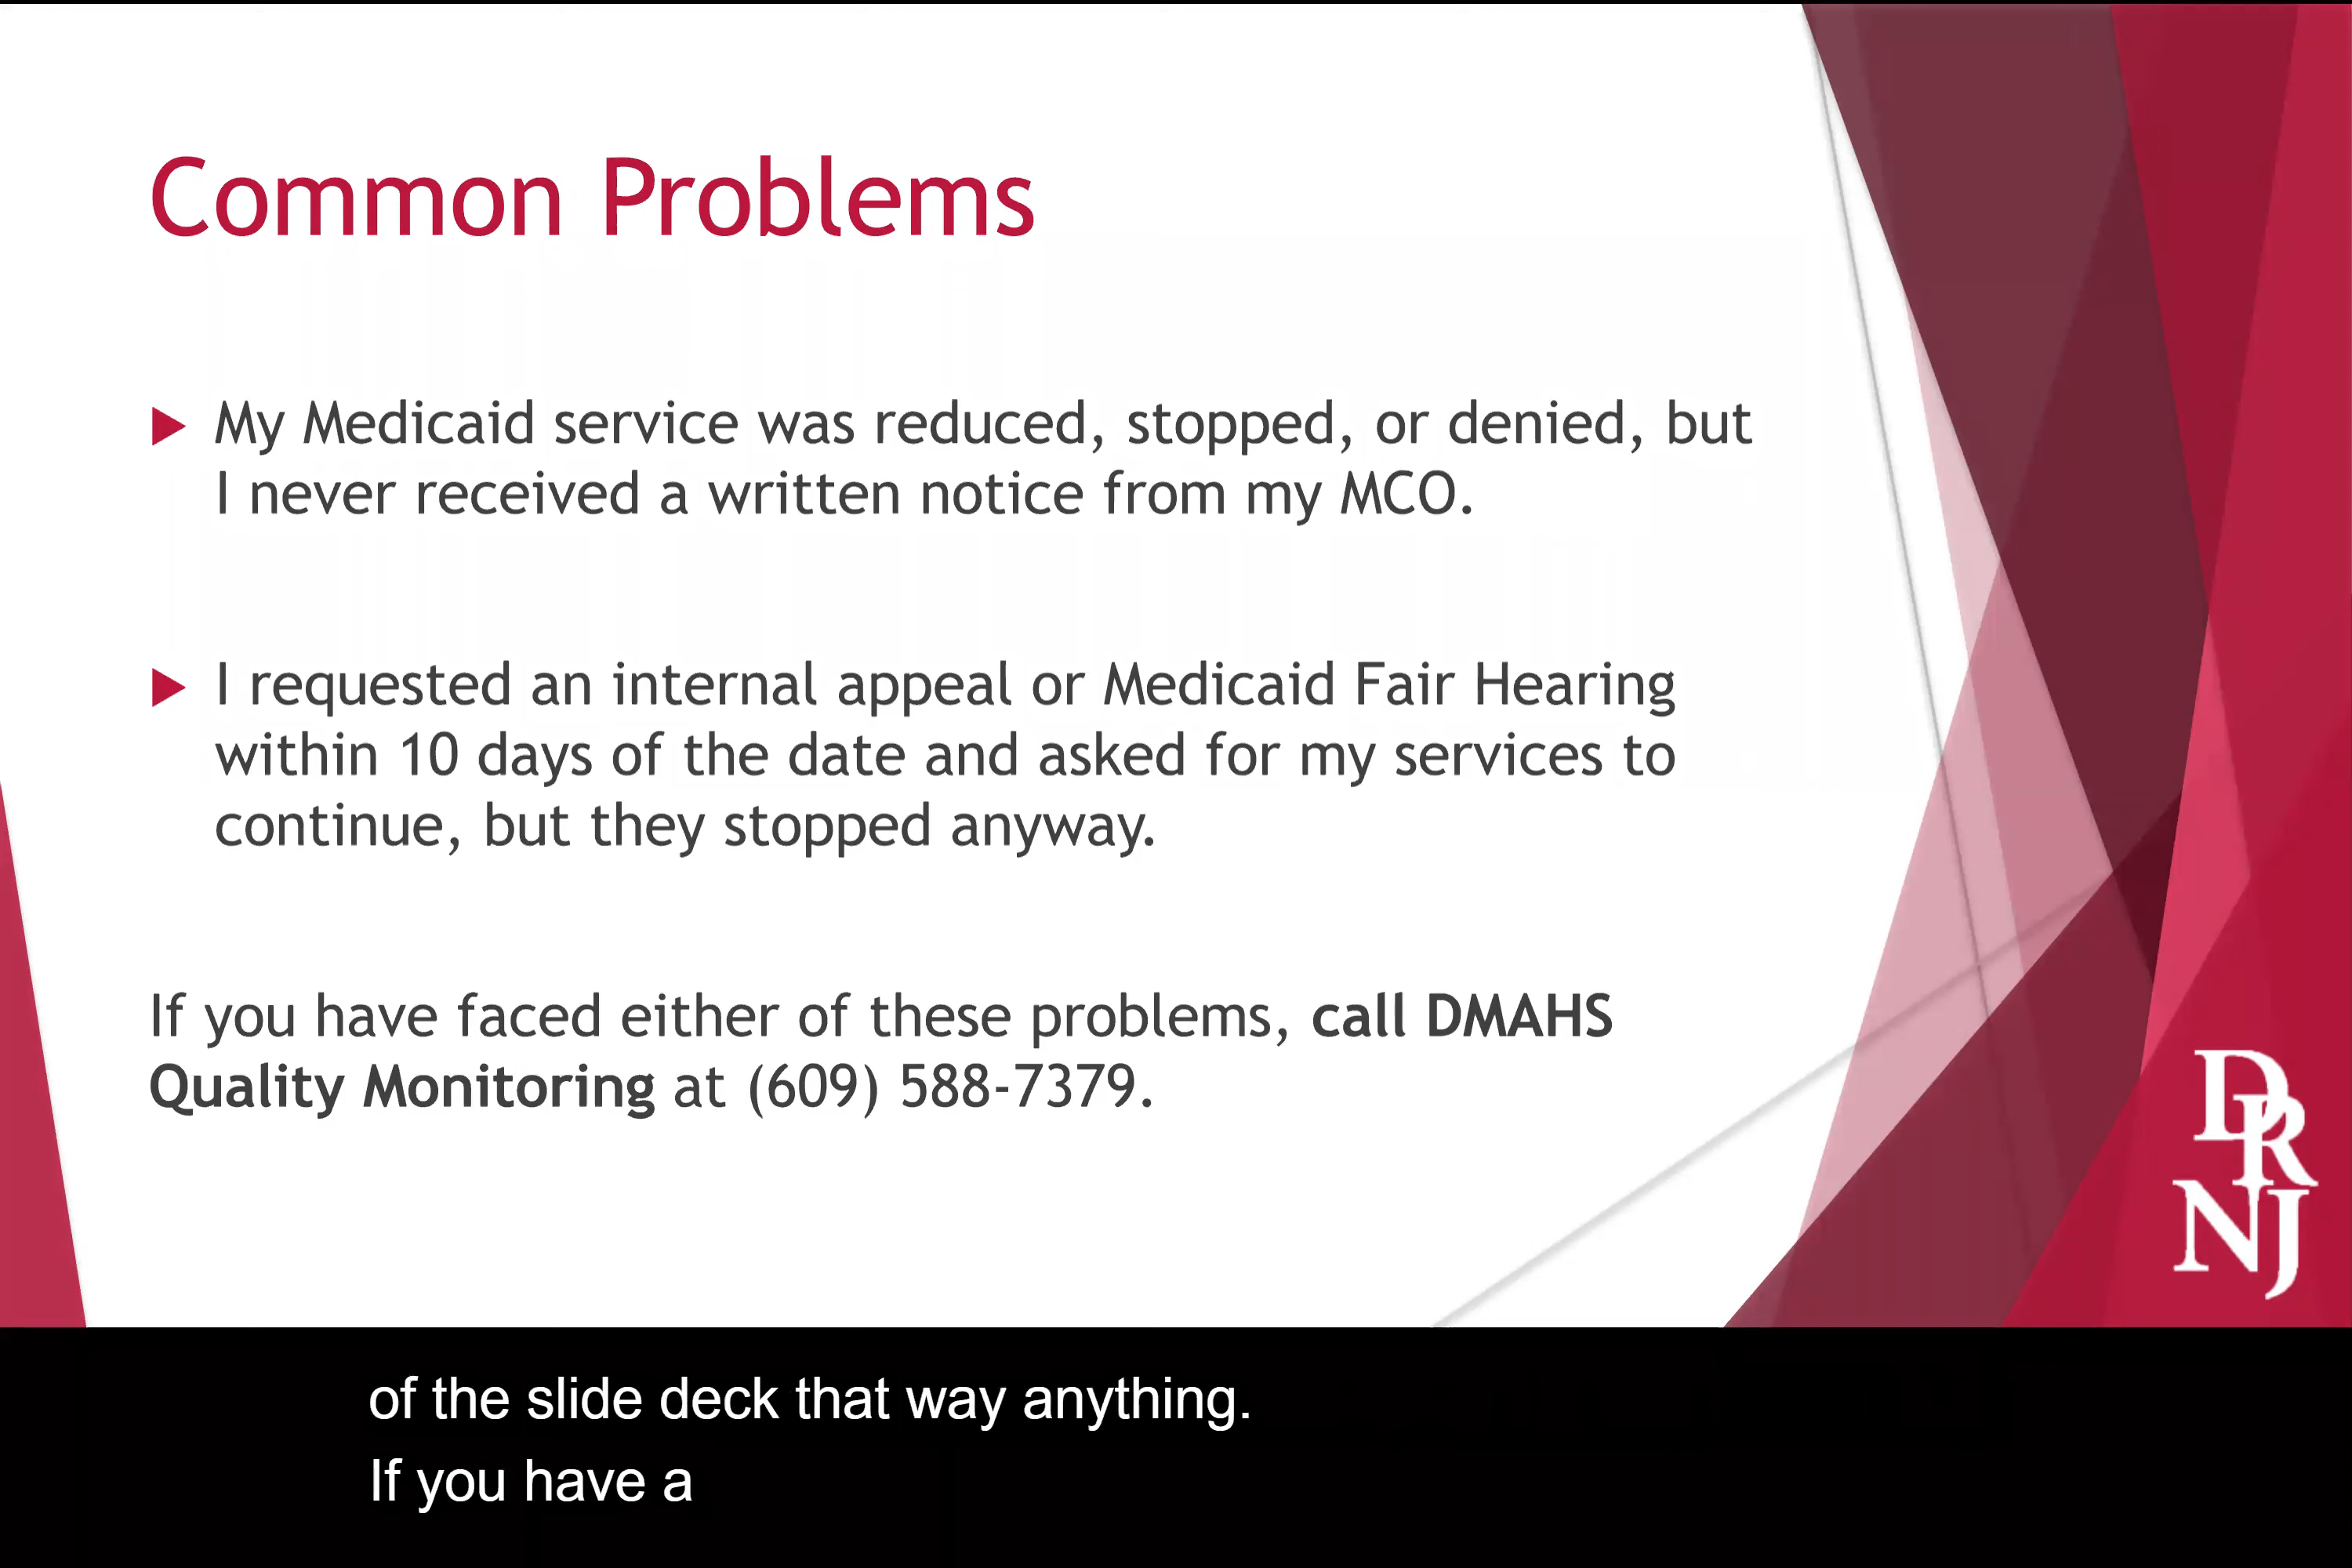 Common Problems
My Medicaid service was reduced, stopped, or denied, but
I never received a written notice from my MCO.
I requested an internal appeal or Medicaid Fair Hearing
within 10 days of the date and asked for my services to
continue, but they stopped anyway.
If you have faced either of these problems, call DMAHS
Quality Monitoring at (609) 588-7379.
DR
NJ
of the slide deck that way anything.
If you have a